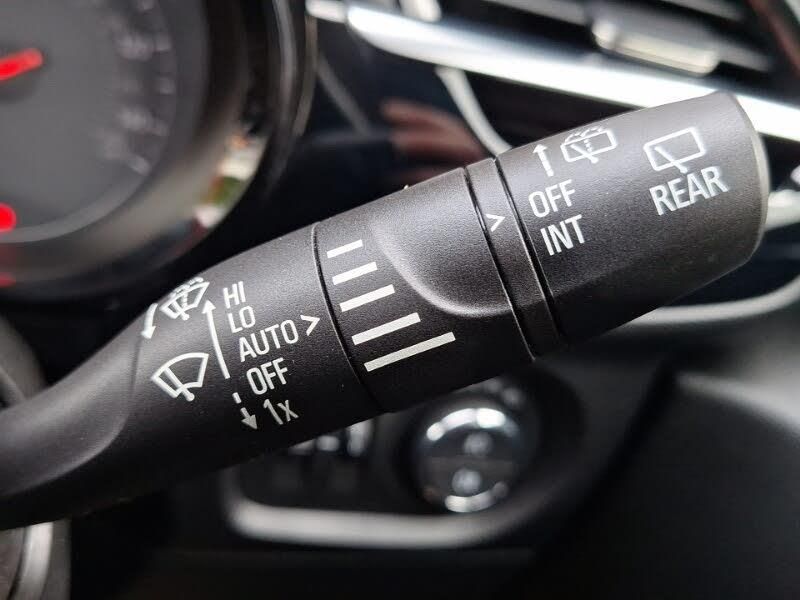 HI
LO
AUTO >
OFF
1x
>
OFF
INT
REAR